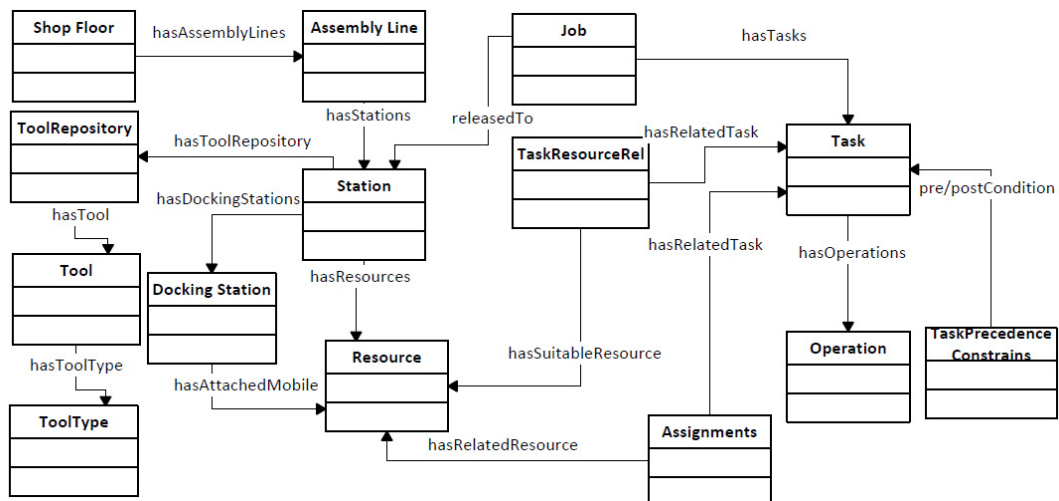 Shop Floor
hasAssemblyLines
Assembly Line
Job
hasTasks
ToolRepository
hasToolRepository
hasStations
releasedTo
TaskResourceRel
hasRelatedTask
Task
Station
hasDockingStations
pre/postCondition
hasTool
hasRelatedTask
hasOperations
Tool
Docking Station
hasResources
hasToolType
hasAttachedMobile
Resource
hasSuitableResource
Operation
TaskPrecedence
Constrains
ToolType
hasRelatedResource
Assignments